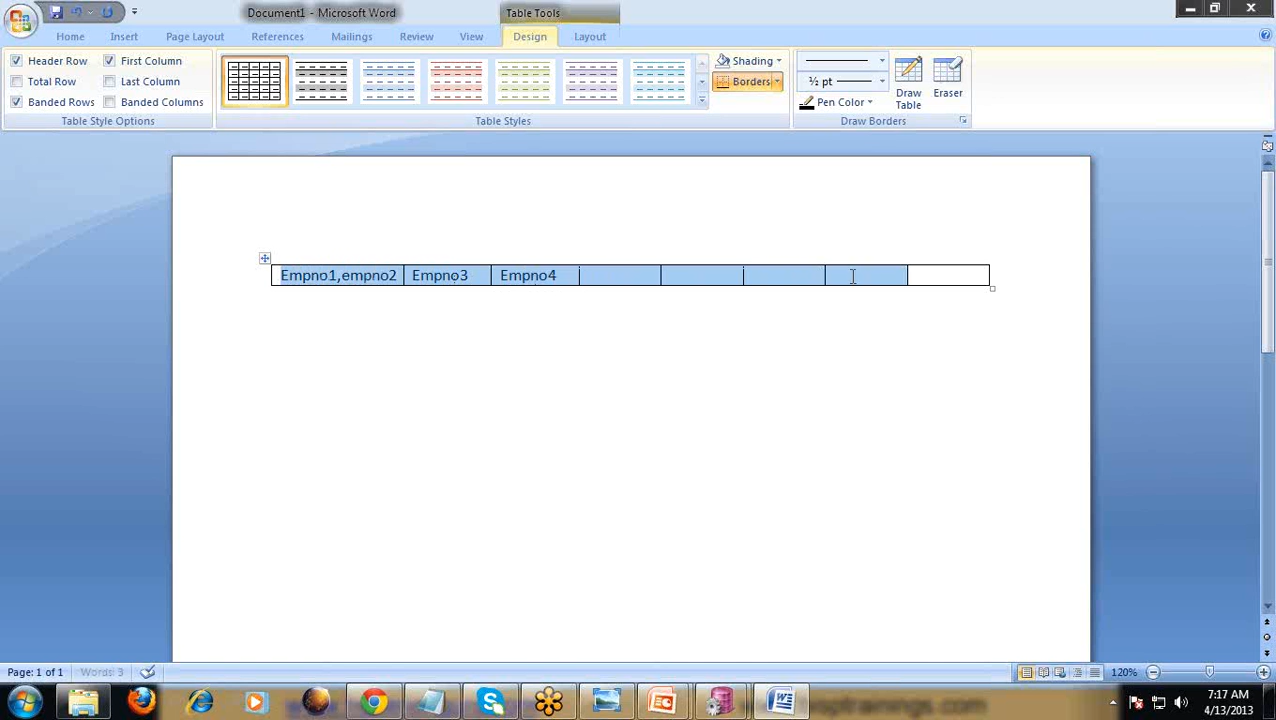 Document1 - Microsoft Word
Table Tools
Home Insert Page Layout References Mailings Review View Design Layout
Header Row First Column
Total Row Last Column
Banded Rows Banded Columns
Table Style Options
Table Styles
Shading
Borders
½ pt
Pen Color
Draw Table
Eraser
Draw Borders
Empno1,empno2 Empno3 Empno4
Page: 1 of 1 Words: 3 120%
7:17 AM
4/13/2013